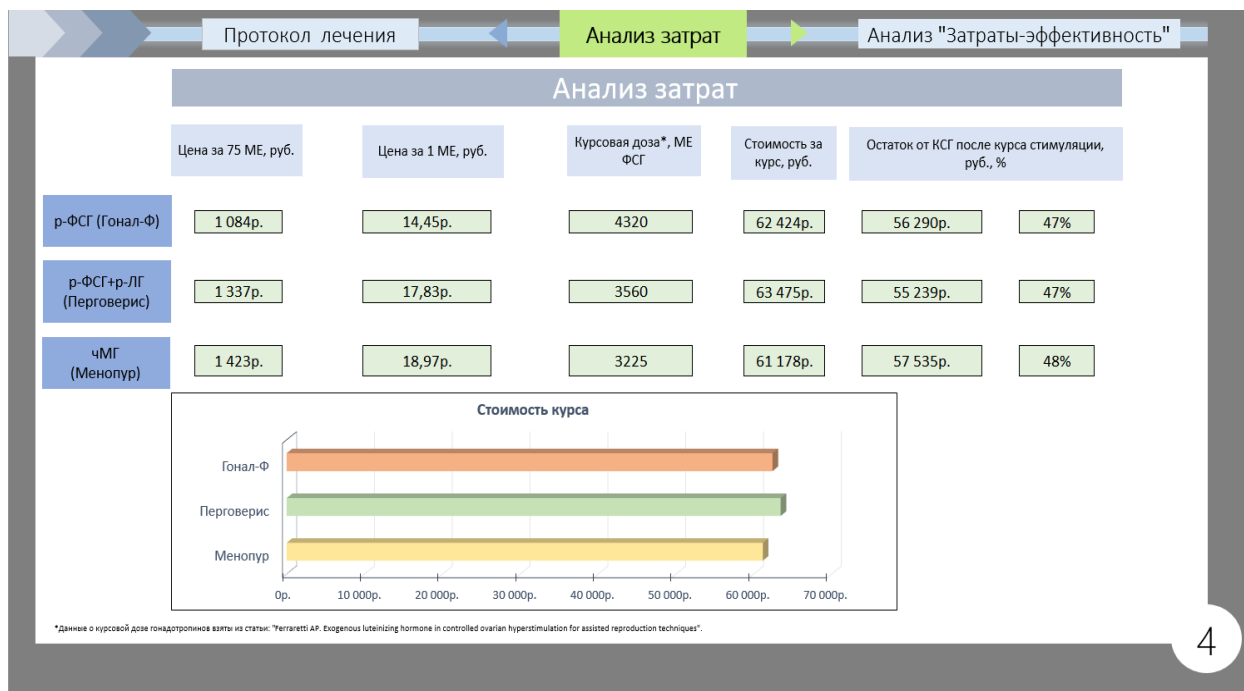 Протокол лечения
Анализ затрат
Анализ "Затраты-эффективность"
Анализ затрат
Цена за 75 МЕ, руб.
Цена за 1 МЕ, руб.
Курсовая доза*, МЕ
ФСГ
Стоимость за
курс, руб.
Остаток от КСГ после курса стимуляции,
руб., %
р-ФСГ (Гонал-Ф)
1 084р.
14,45р.
4320
62 424р.
56 290р.
47%
р-ФСГ+р-ЛГ
(Перговерис)
1 337р.
17,83р.
3560
63 475р.
55 239р.
47%
чМГ
(Менопур)
1 423р.
18,97р.
3225
61 178р.
57 535р.
48%
Стоимость курса
Гонал-Ф
Перговерис
Менопур
0р.
10 000р.
20 000р.
30 000р.
40 000р.
50 000р.
60 000р.
70 000р.
*Данные о курсовой дозе гонадотропинов взяты из статьи: "Ferraretti AP. Exogenous luteinizing hormone in controlled ovarian hyperstimulation for assisted reproduction techniques".
4